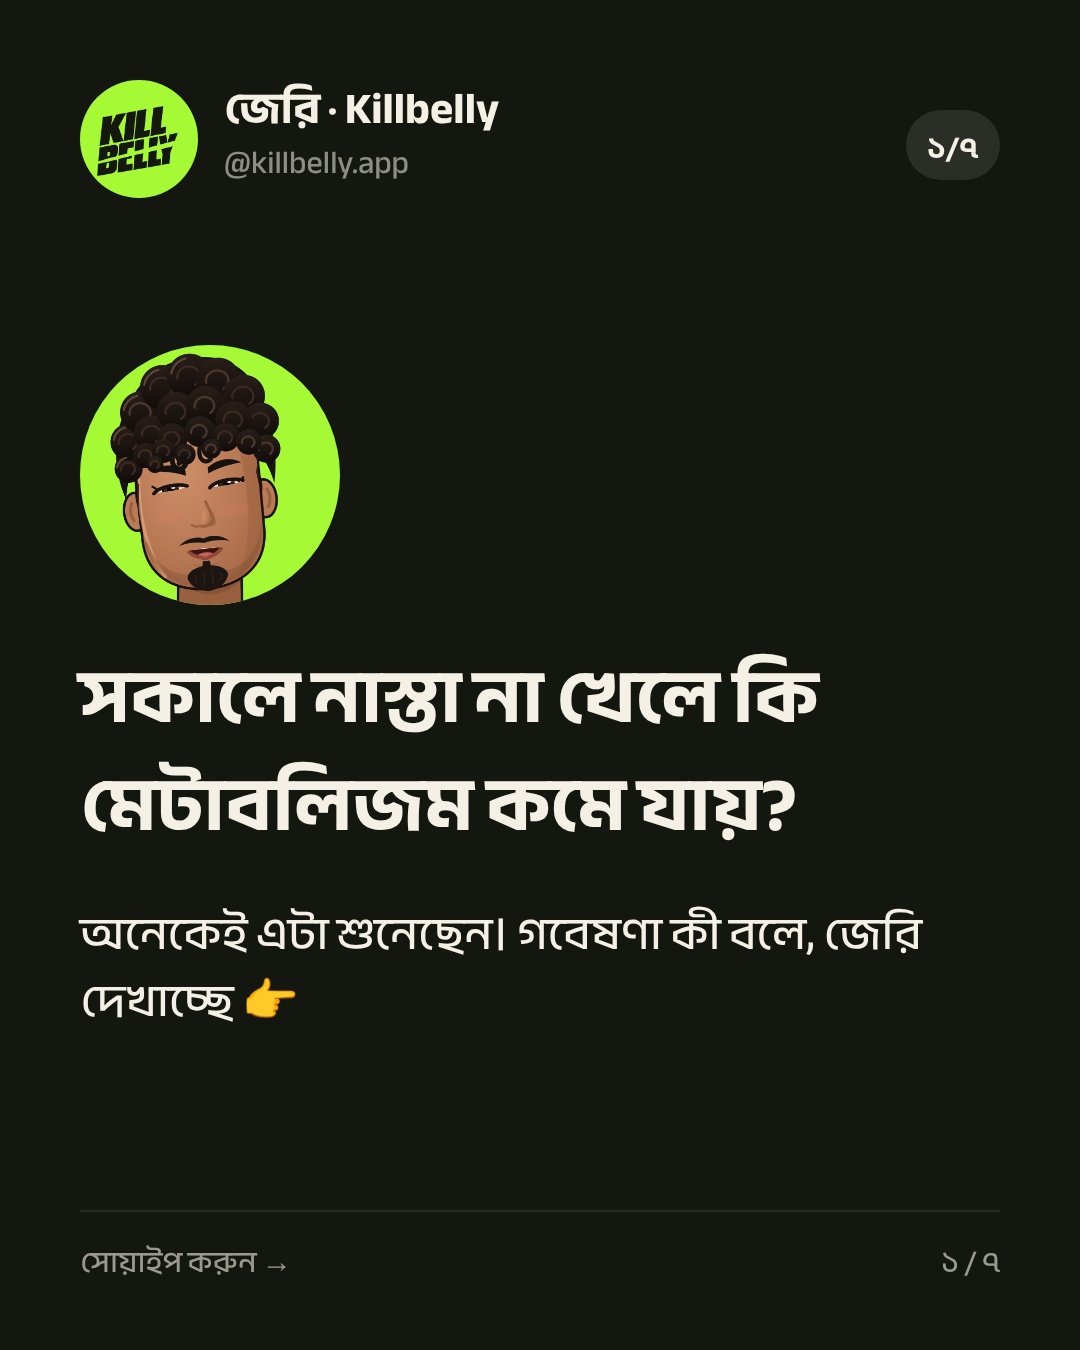 KILL
BELLY
জেরি · Killbelly
@killbelly.app
১/৭
সকালে নাস্তা না খেলে কি
মেটাবলিজম কমে যায়?
অনেকেই এটা শুনেছেন। গবেষণা কী বলে, জেরি
দেখাচ্ছে 👉
সোয়াইপ করুন →
১ / ৭